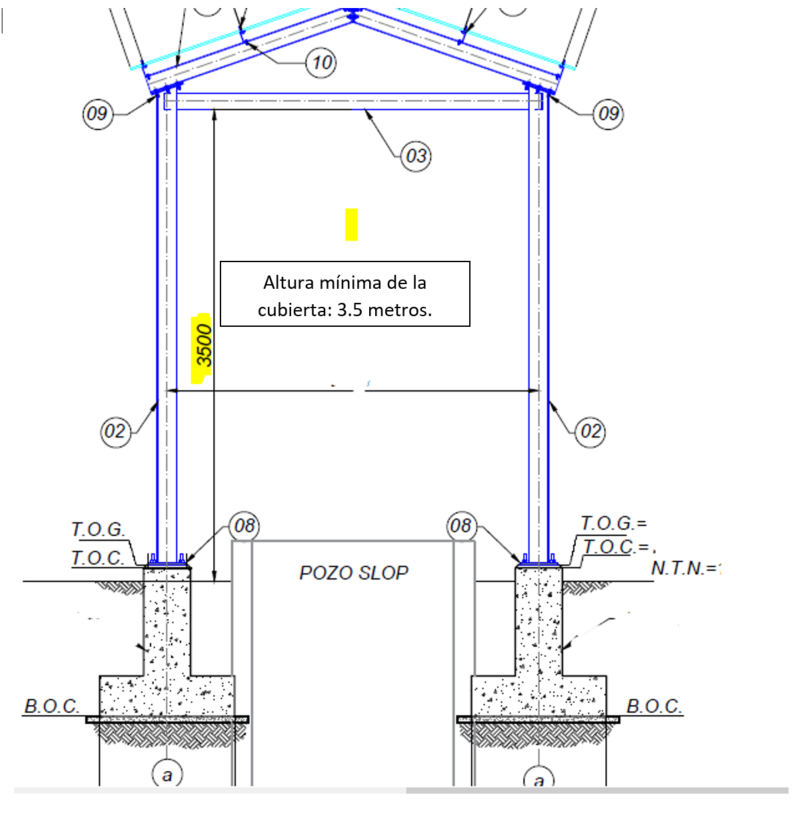 10
09
09
03
Altura mínima de la
cubierta: 3.5 metros.
3500
02
02
08
08
T.O.G.
T.O.G.=
T.O.C.
T.O.C.=
N.T.N.=
POZO SLOP
B.O.C.
B.O.C.
a
a